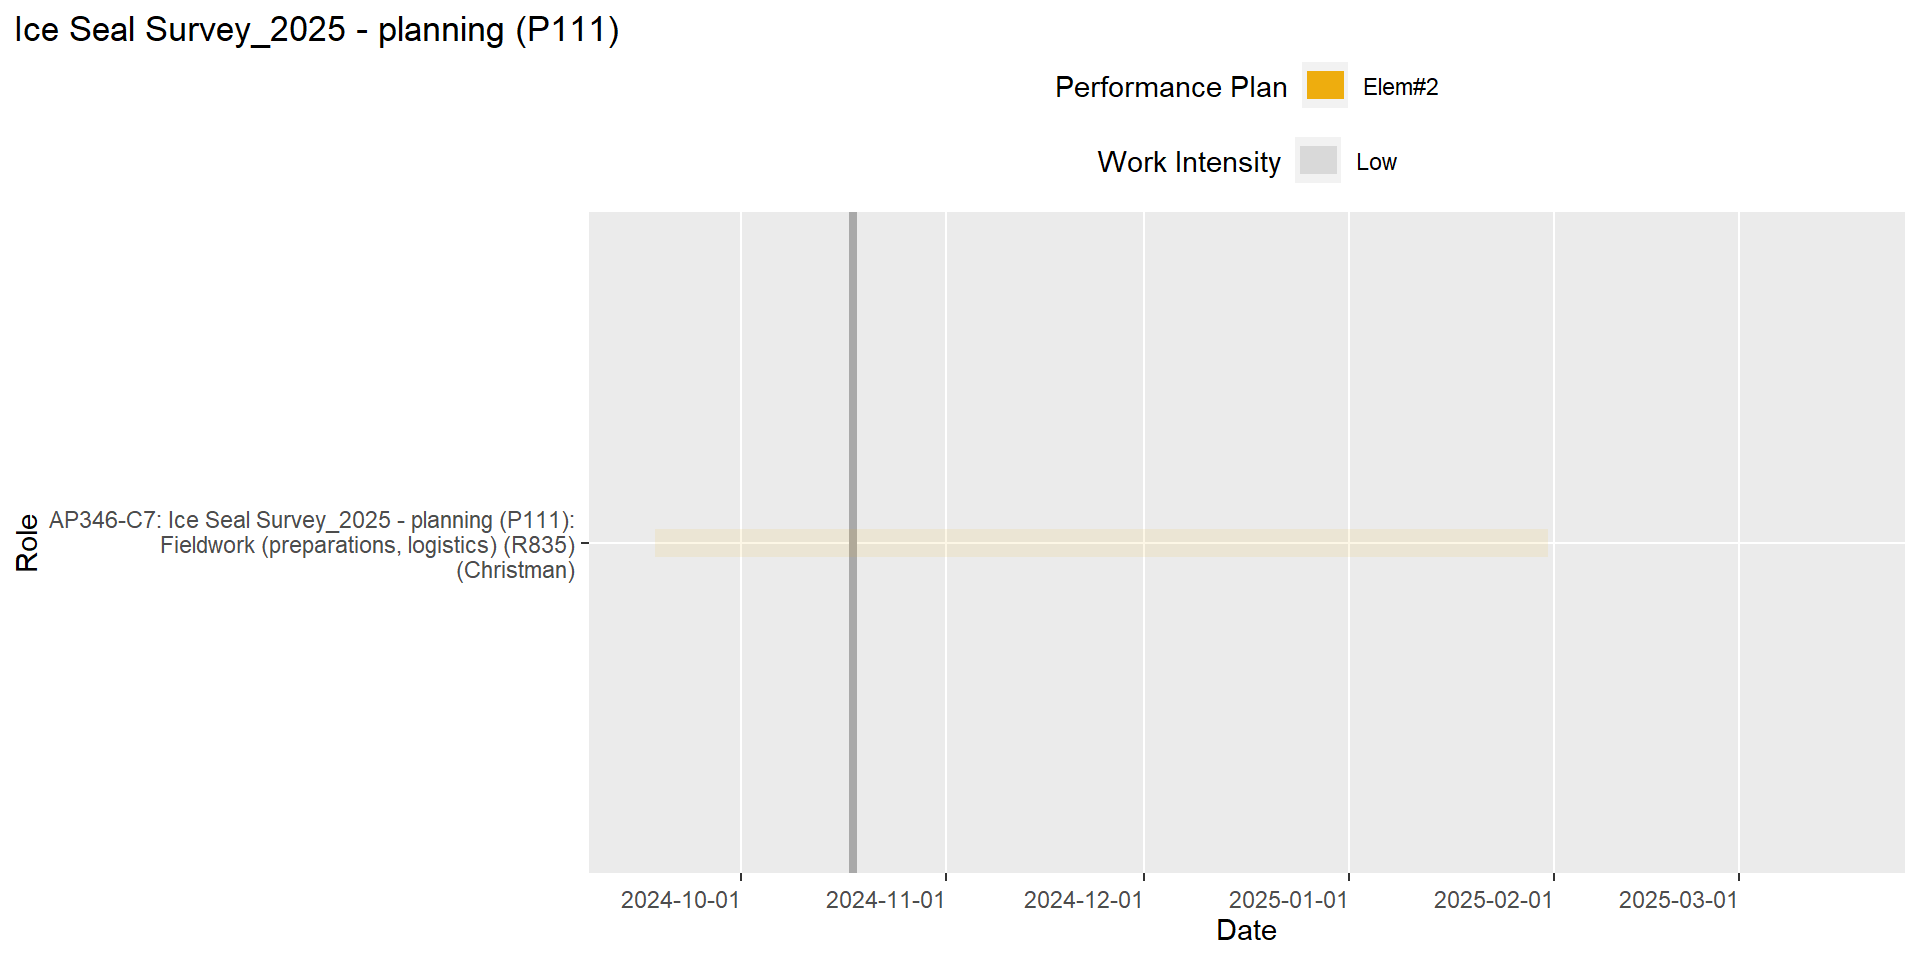 Ice Seal Survey_2025 - planning (P111)
Performance Plan Elem#2
Work Intensity Low
Role
AP346-C7: Ice Seal Survey_2025 - planning (P111):
Fieldwork (preparations, logistics) (R835)
(Christman)
2024-10-01 2024-11-01 2024-12-01 2025-01-01 2025-02-01 2025-03-01
Date